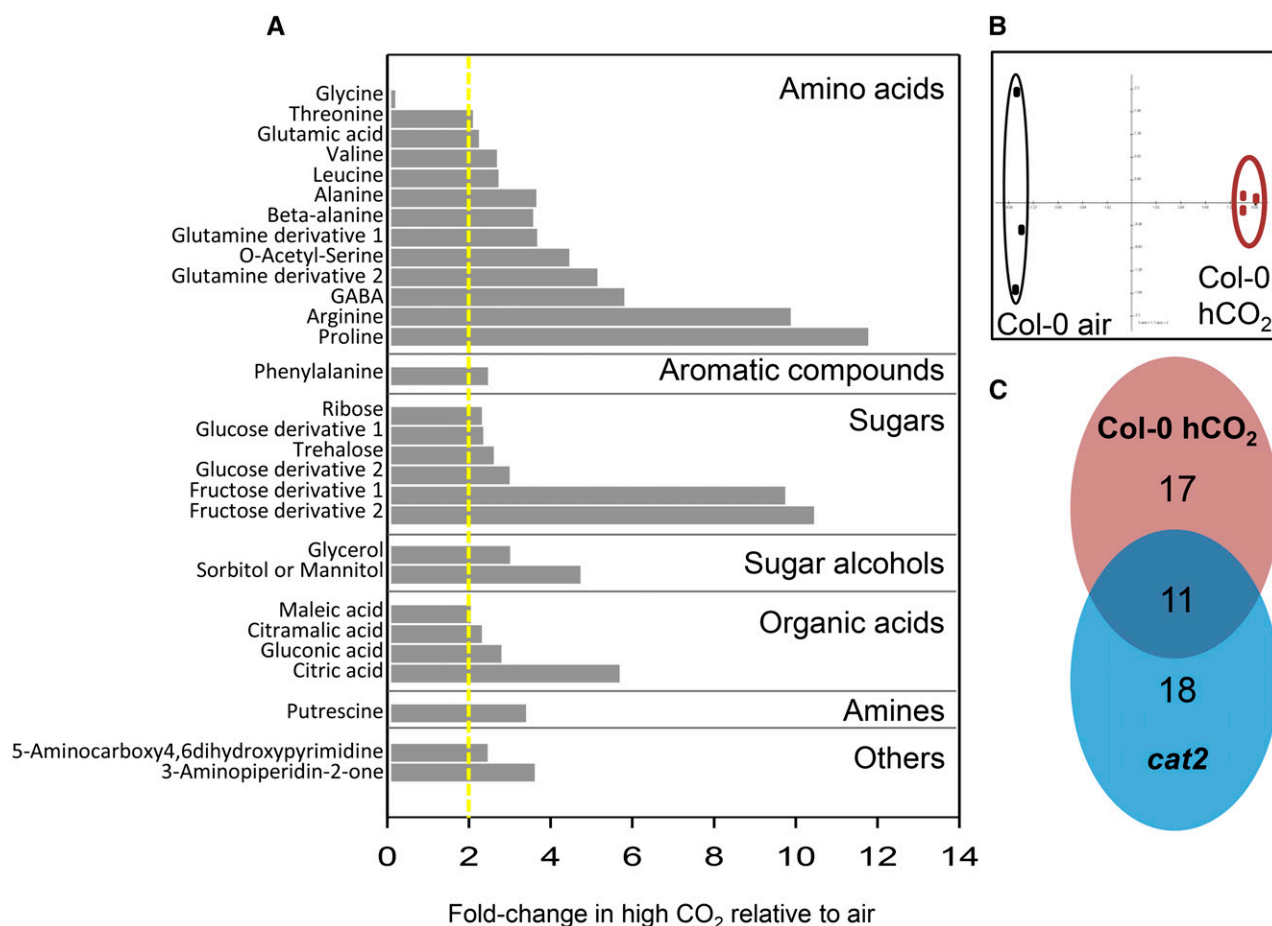 A
Amino acids
Glycine
Threonine
Glutamic acid
Valine
Leucine
Alanine
Beta-alanine
Glutamine derivative 1
O-Acetyl-Serine
Glutamine derivative 2
GABA
Arginine
Proline
Aromatic compounds
Phenylalanine
Sugars
Ribose
Glucose derivative 1
Trehalose
Glucose derivative 2
Fructose derivative 1
Fructose derivative 2
Sugar alcohols
Glycerol
Sorbitol or Mannitol
Organic acids
Maleic acid
Citramalic acid
Gluconic acid
Citric acid
Amines
Putrescine
Others
5-Aminocarboxy4,6dihydroxypyrimidine
3-Aminopiperidin-2-one
0 2 4 6 8 10 12 14
Fold-change in high CO₂ relative to air
B
Col-0 air
Col-0
hCO₂
C
Col-0 hCO₂
17
11
18
cat2